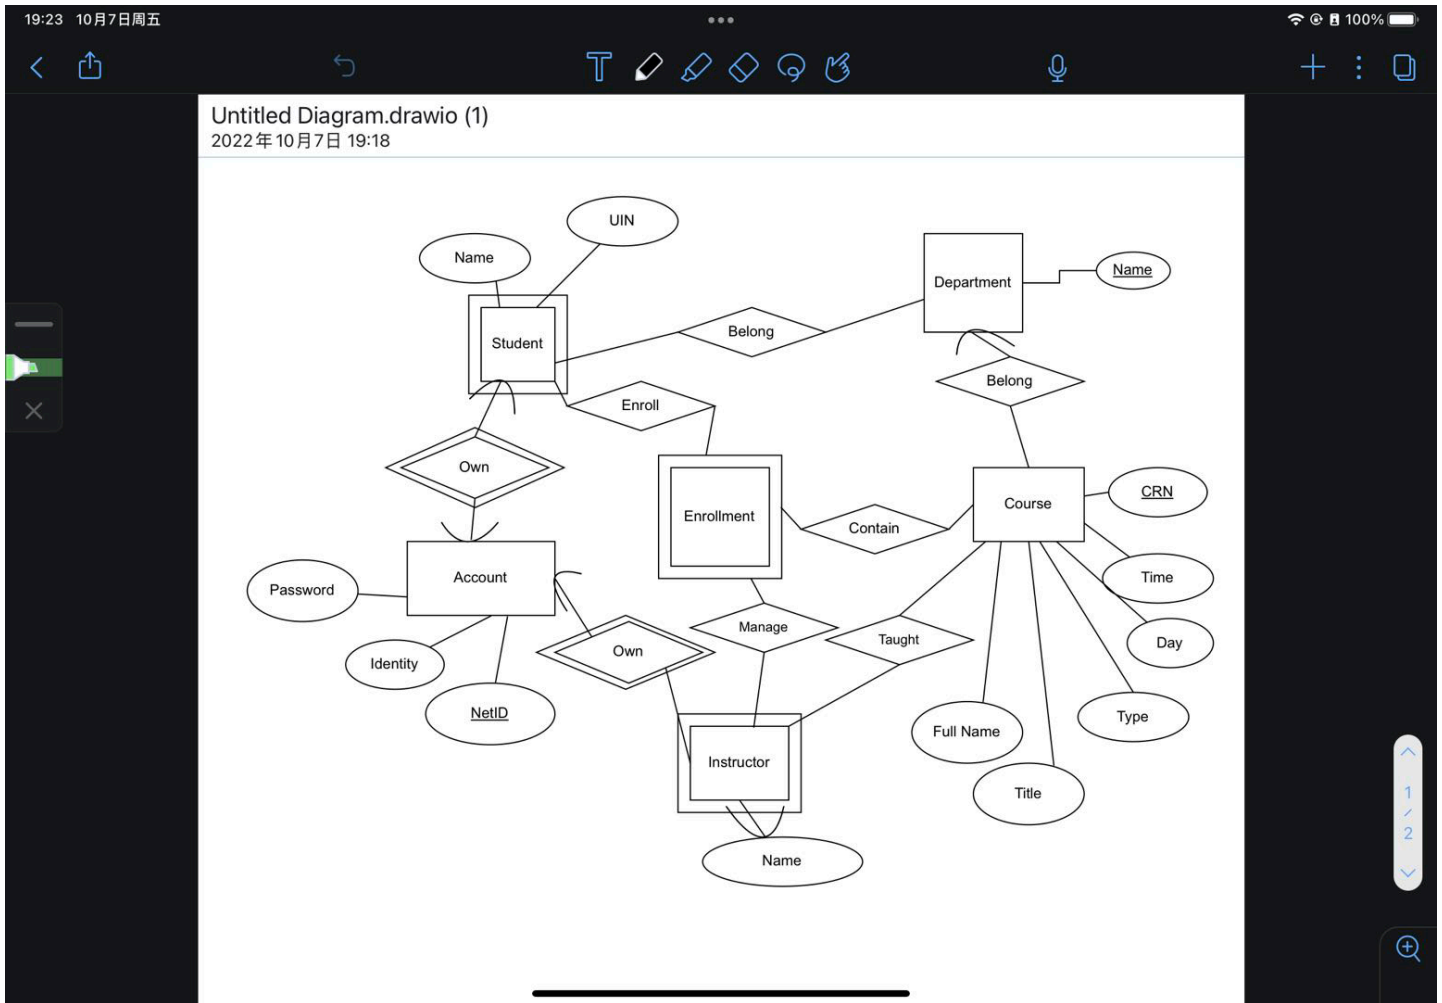 19:23 10月7日周五
100%
Untitled Diagram.drawio (1)
2022年10月7日 19:18
UIN
Name
Department
Name
Student
Belong
Belong
Enroll
Own
CRN
Course
Enrollment
Contain
Account
Time
Password
Manage
Taught
Day
Own
Identity
NetID
Type
Full Name
Instructor
Title
Name
1
/
2